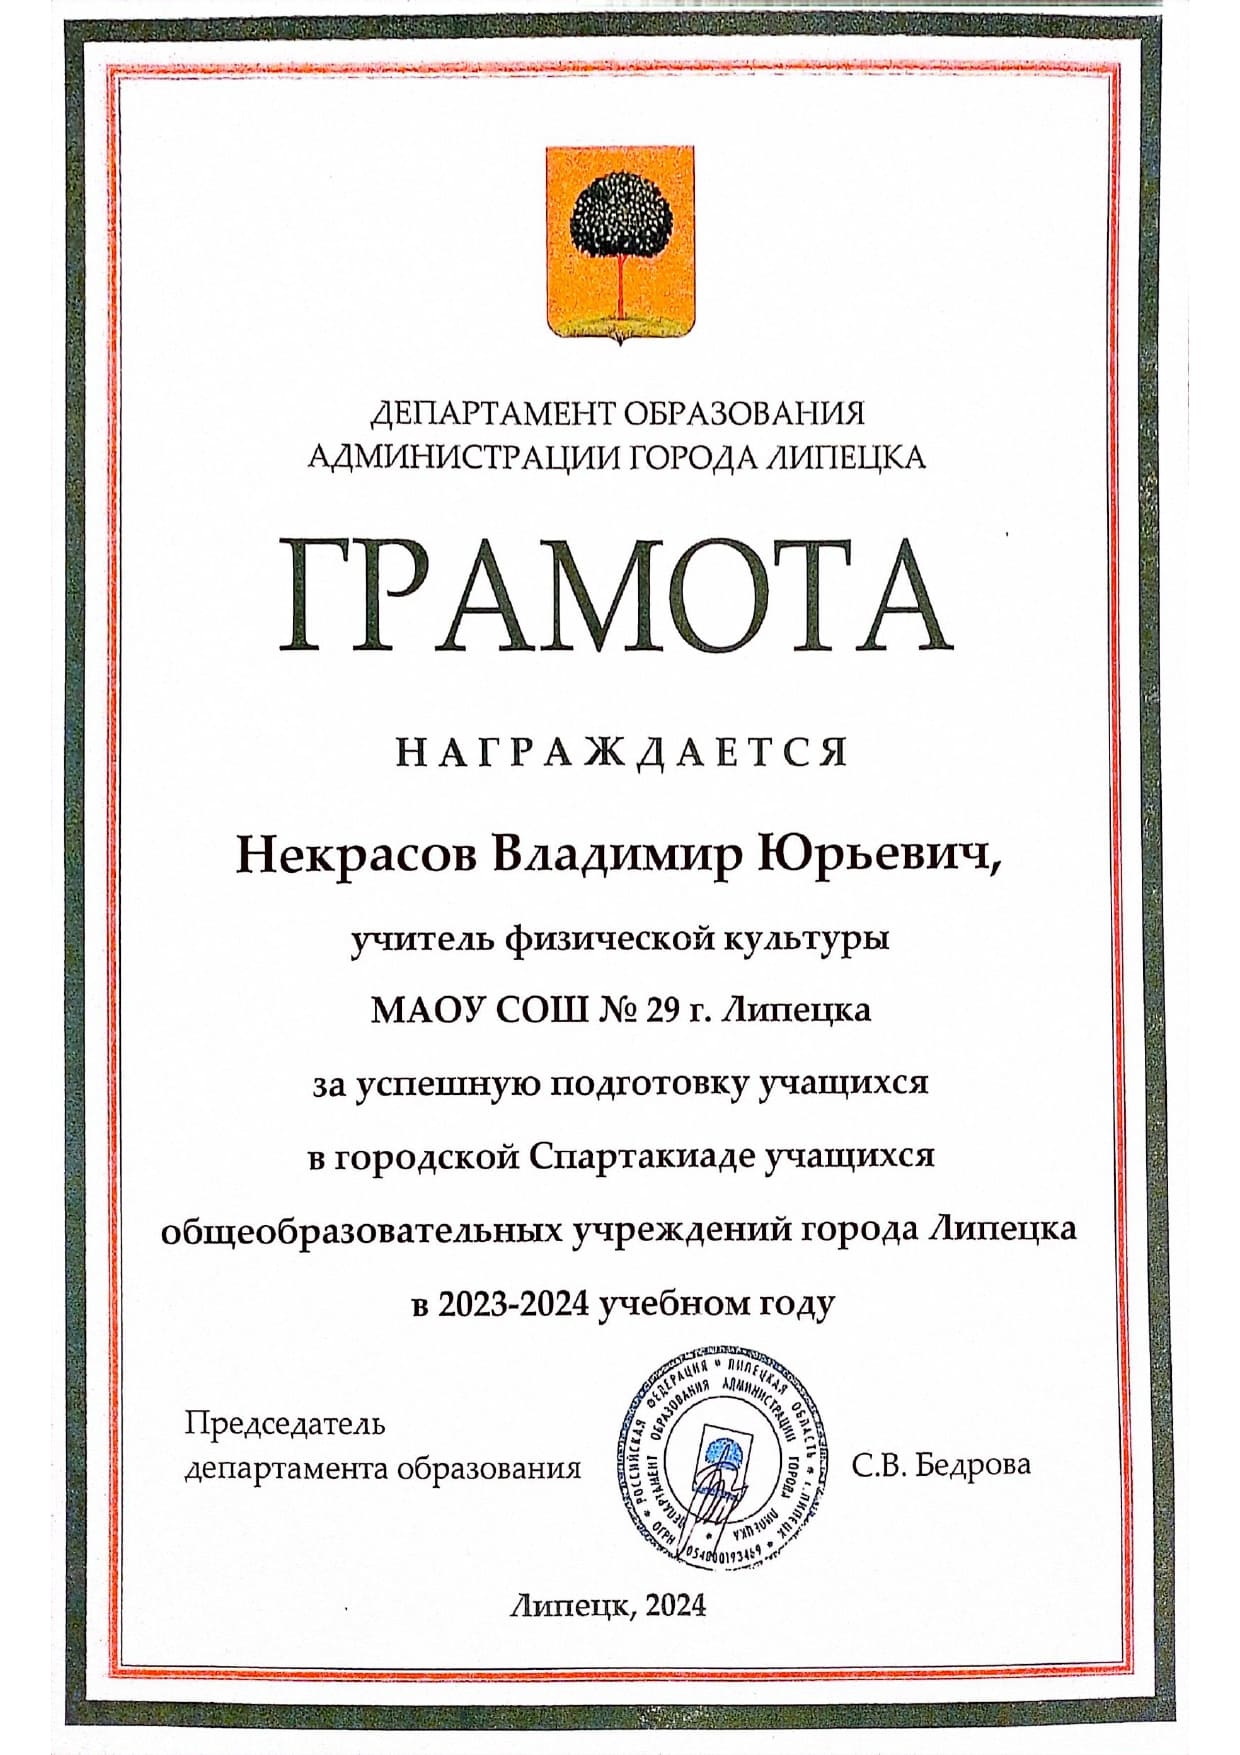 ДЕПАРТАМЕНТ ОБРАЗОВАНИЯ
АДМИНИСТРАЦИИ ГОРОДА ЛИПЕЦКА
ГРАМОТА
НАГРАЖДАЕТСЯ
Некрасов Владимир Юрьевич,
учитель физической культуры
МАОУ СОШ № 29 г. Липецка
за успешную подготовку учащихся
в городской Спартакиаде учащихся
общеобразовательных учреждений города Липецка
в 2023-2024 учебном году
Председатель
департамента образования
С.В. Бедрова
РОССИЙСКАЯ ФЕДЕРАЦИЯ * ЛИПЕЦКАЯ ОБЛАСТЬ * г. ЛИПЕЦК * ОГРН
ДЕПАРТАМЕНТ ОБРАЗОВАНИЯ АДМИНИСТРАЦИИ ГОРОДА ЛИПЕЦКА *
Липецк, 2024